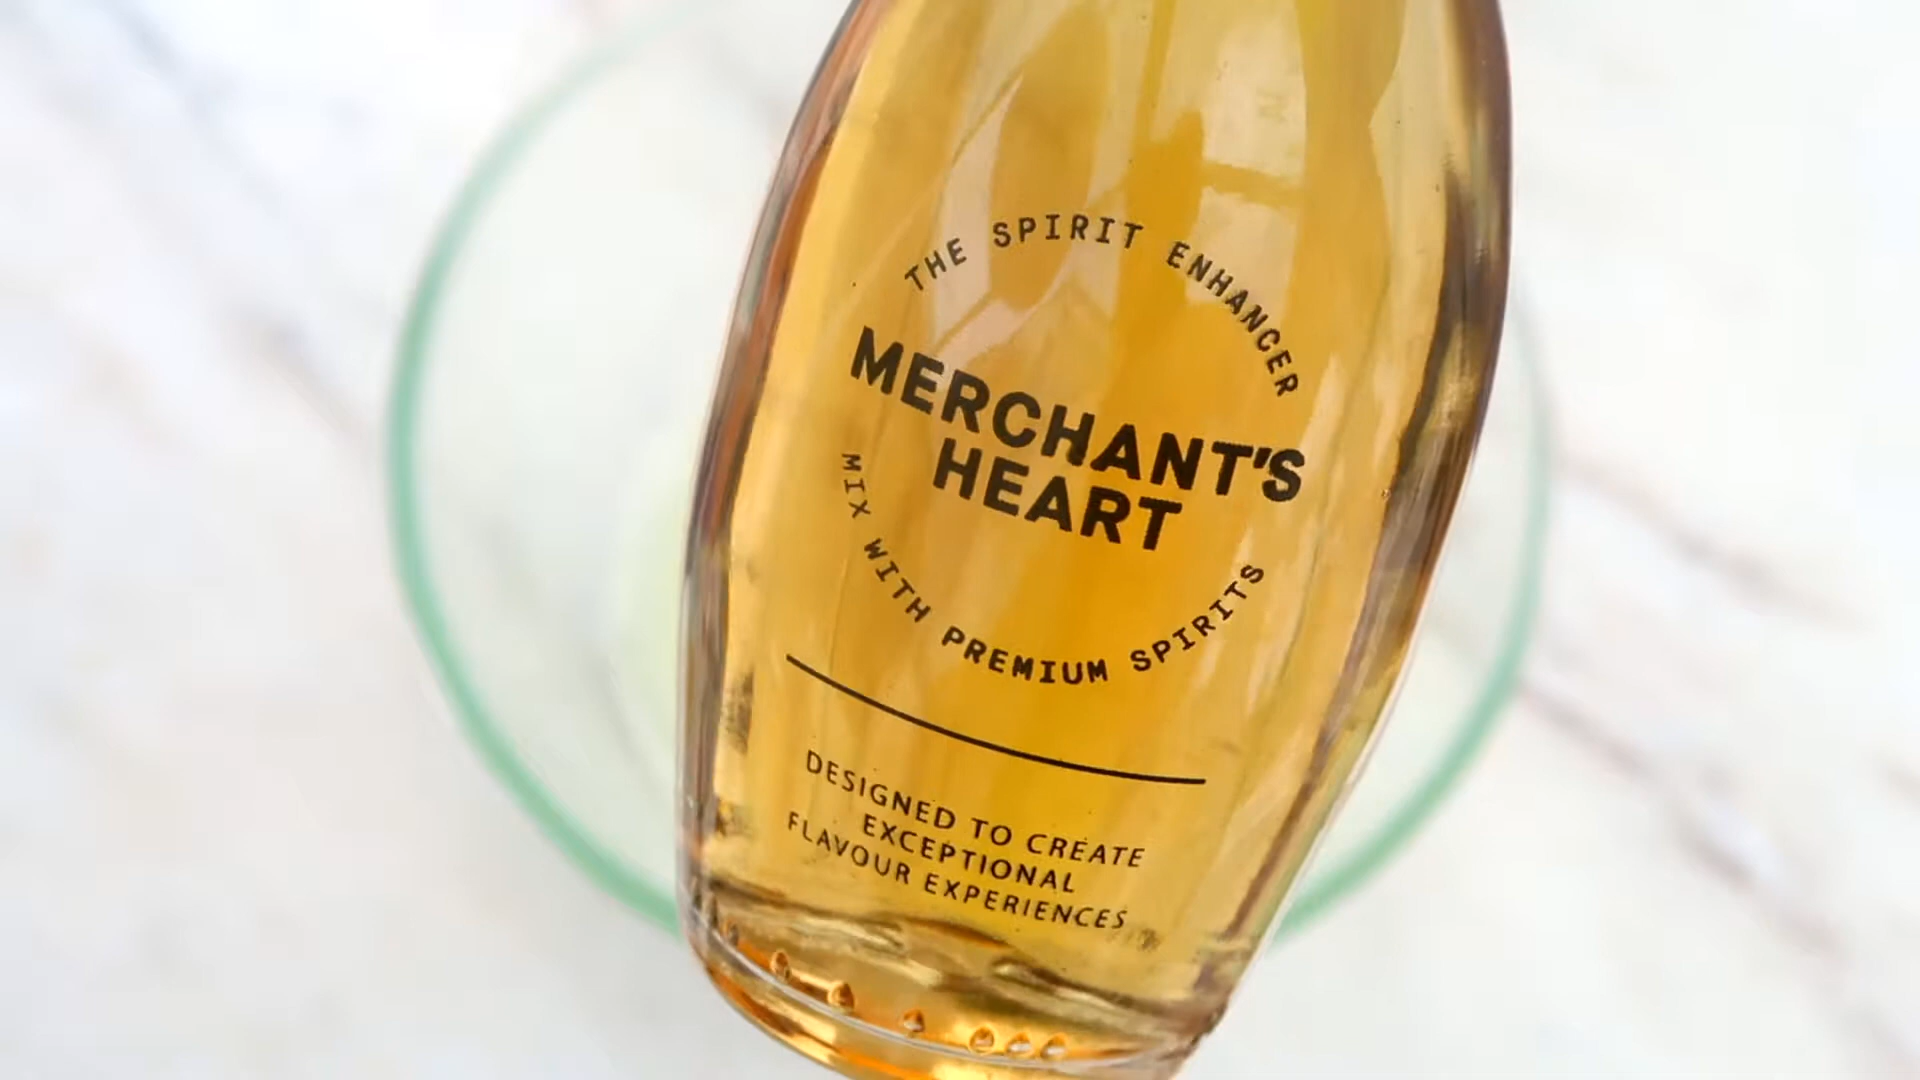 THE SPIRIT ENHANCER
MERCHANT'S
HEART
MIX WITH PREMIUM SPIRITS
DESIGNED TO CREATE
EXCEPTIONAL
FLAVOUR EXPERIENCES